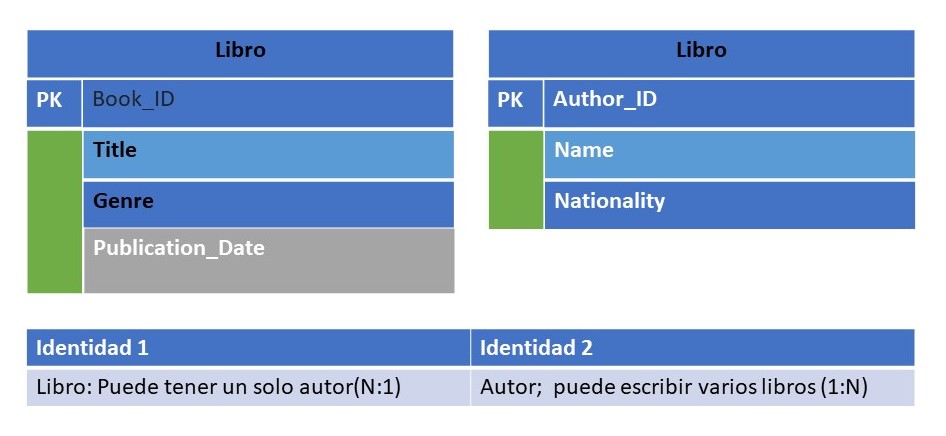 Libro
PK Book_ID
Title
Genre
Publication_Date
Libro
PK Author_ID
Name
Nationality
Identidad 1 Identidad 2
Libro: Puede tener un solo autor(N:1) Autor; puede escribir varios libros (1:N)